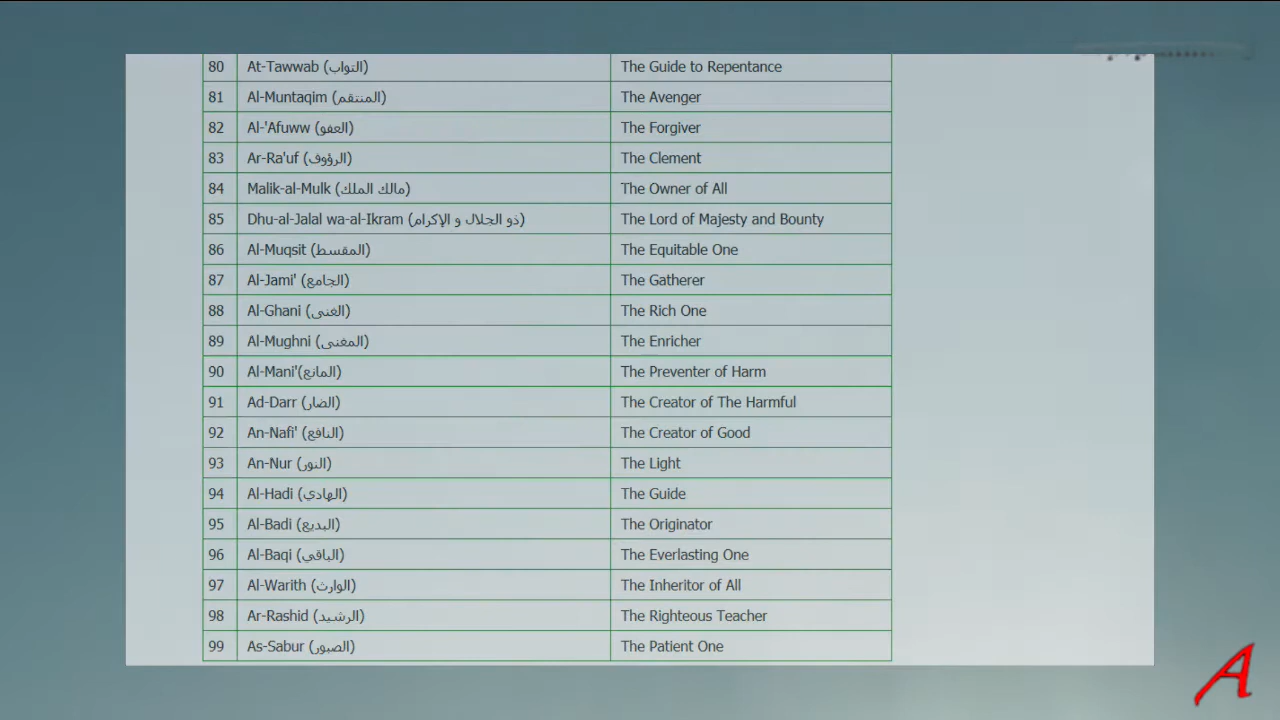 80 At-Tawwab (التواب) The Guide to Repentance
81 Al-Muntaqim (المنتقم) The Avenger
82 Al-'Afuww (العفو) The Forgiver
83 Ar-Ra'uf (الرؤوف) The Clement
84 Malik-al-Mulk (مالك الملك) The Owner of All
85 Dhu-al-Jalal wa-al-Ikram (ذو الجلال و الإكرام) The Lord of Majesty and Bounty
86 Al-Muqsit (المقسط) The Equitable One
87 Al-Jami' (الجامع) The Gatherer
88 Al-Ghani (الغنى) The Rich One
89 Al-Mughni (المغنى) The Enricher
90 Al-Mani'(المانع) The Preventer of Harm
91 Ad-Darr (الضار) The Creator of The Harmful
92 An-Nafi' (النافع) The Creator of Good
93 An-Nur (النور) The Light
94 Al-Hadi (الهادي) The Guide
95 Al-Badi (البديع) The Originator
96 Al-Baqi (الباقي) The Everlasting One
97 Al-Warith (الوارث) The Inheritor of All
98 Ar-Rashid (الرشيد) The Righteous Teacher
99 As-Sabur (الصبور) The Patient One
A